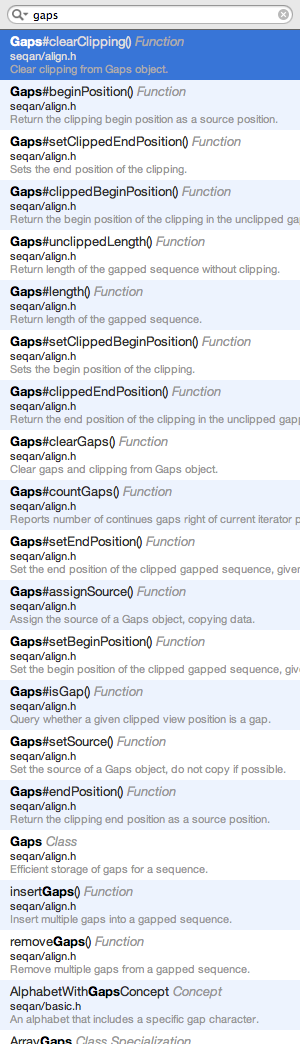 gaps
Gaps#clearClipping() Function
seqan/align.h
Clear clipping from Gaps object.
Gaps#beginPosition() Function
seqan/align.h
Return the clipping begin position as a source position.
Gaps#setClippedEndPosition() Function
seqan/align.h
Sets the end position of the clipping.
Gaps#clippedBeginPosition() Function
seqan/align.h
Return the begin position of the clipping in the unclipped ga
Gaps#unclippedLength() Function
seqan/align.h
Return length of the gapped sequence without clipping.
Gaps#length() Function
seqan/align.h
Return length of the gapped sequence.
Gaps#setClippedBeginPosition() Function
seqan/align.h
Sets the begin position of the clipping.
Gaps#clippedEndPosition() Function
seqan/align.h
Return the end position of the clipping in the unclipped gapp
Gaps#clearGaps() Function
seqan/align.h
Clear gaps and clipping from Gaps object.
Gaps#countGaps() Function
seqan/align.h
Reports number of continues gaps right of current iterator p
Gaps#setEndPosition() Function
seqan/align.h
Set the end position of the clipped gapped sequence, given
Gaps#assignSource() Function
seqan/align.h
Assign the source of a Gaps object, copying data.
Gaps#setBeginPosition() Function
seqan/align.h
Set the begin position of the clipped gapped sequence, giv
Gaps#isGap() Function
seqan/align.h
Query whether a given clipped view position is a gap.
Gaps#setSource() Function
seqan/align.h
Set the source of a Gaps object, do not copy if possible.
Gaps#endPosition() Function
seqan/align.h
Return the clipping end position as a source position.
Gaps Class
seqan/align.h
Efficient storage of gaps for a sequence.
insertGaps() Function
seqan/align.h
Insert multiple gaps into a gapped sequence.
removeGaps() Function
seqan/align.h
Remove multiple gaps from a gapped sequence.
AlphabetWithGapsConcept Concept
seqan/basic.h
An alphabet that includes a specific gap character.
ArrayGaps Class Specialization